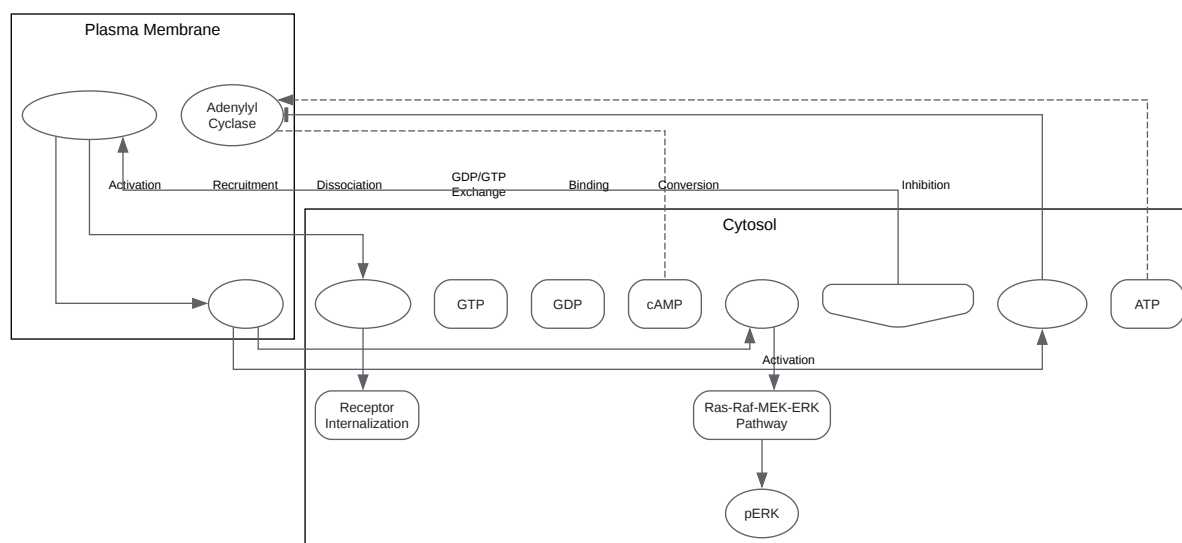 Plasma Membrane
Adenylyl
Cyclase
Activation
Recruitment
Dissociation
GDP/GTP
Exchange
Binding
Conversion
Inhibition
Cytosol
GTP
GDP
cAMP
ATP
Activation
Receptor
Internalization
Ras-Raf-MEK-ERK
Pathway
pERK